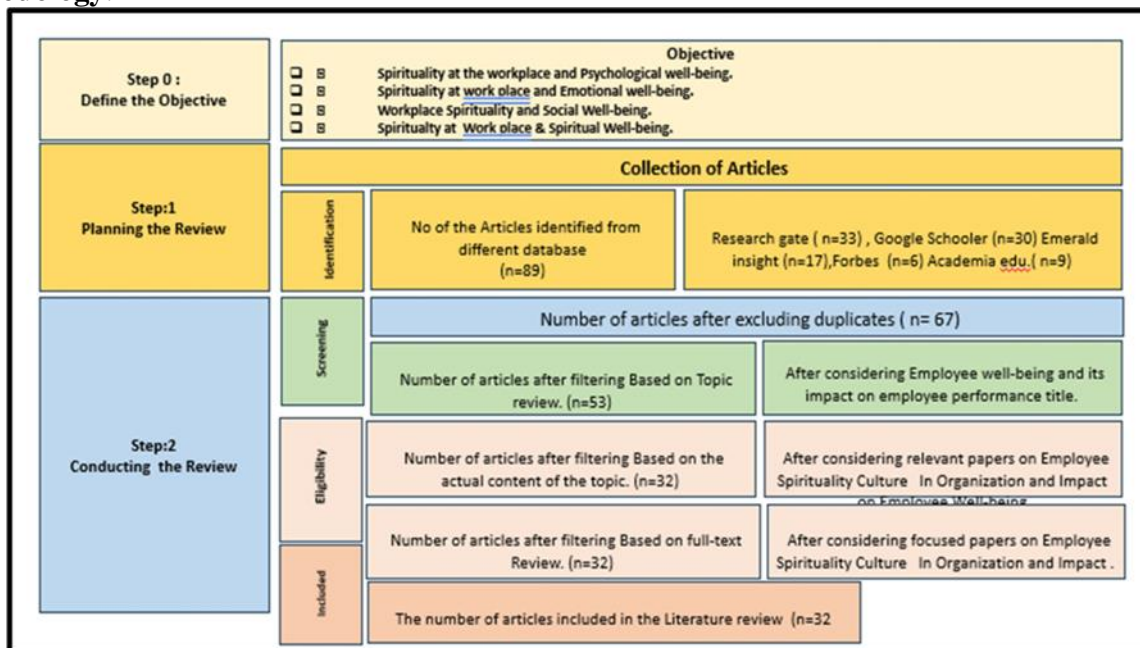 Step 0 :
Define the Objective
Objective
Spirituality at the workplace and Psychological well-being.
Spirituality at work place and Emotional well-being.
Workplace Spirituality and Social Well-being.
Spiritualty at Work place & Spiritual Well-being.
Step:1
Planning the Review
Collection of Articles
Identification
No of the Articles identified from
different database
(n=89)
Research gate ( n=33) , Google Schooler (n=30) Emerald
insight (n=17),Forbes (n=6) Academia edu.( n=9)
Step:2
Conducting the Review
Screening
Number of articles after excluding duplicates ( n= 67)
Number of articles after filtering Based on Topic
review. (n=53)
After considering Employee well-being and its
impact on employee performance title.
Eligibility
Number of articles after filtering Based on the
actual content of the topic. (n=32)
After considering relevant papers on Employee
Spirituality Culture In Organization and Impact
on Employee Well-being
Number of articles after filtering Based on full-text
Review. (n=32)
After considering focused papers on Employee
Spirituality Culture In Organization and Impact .
Included
The number of articles included in the Literature review (n=32